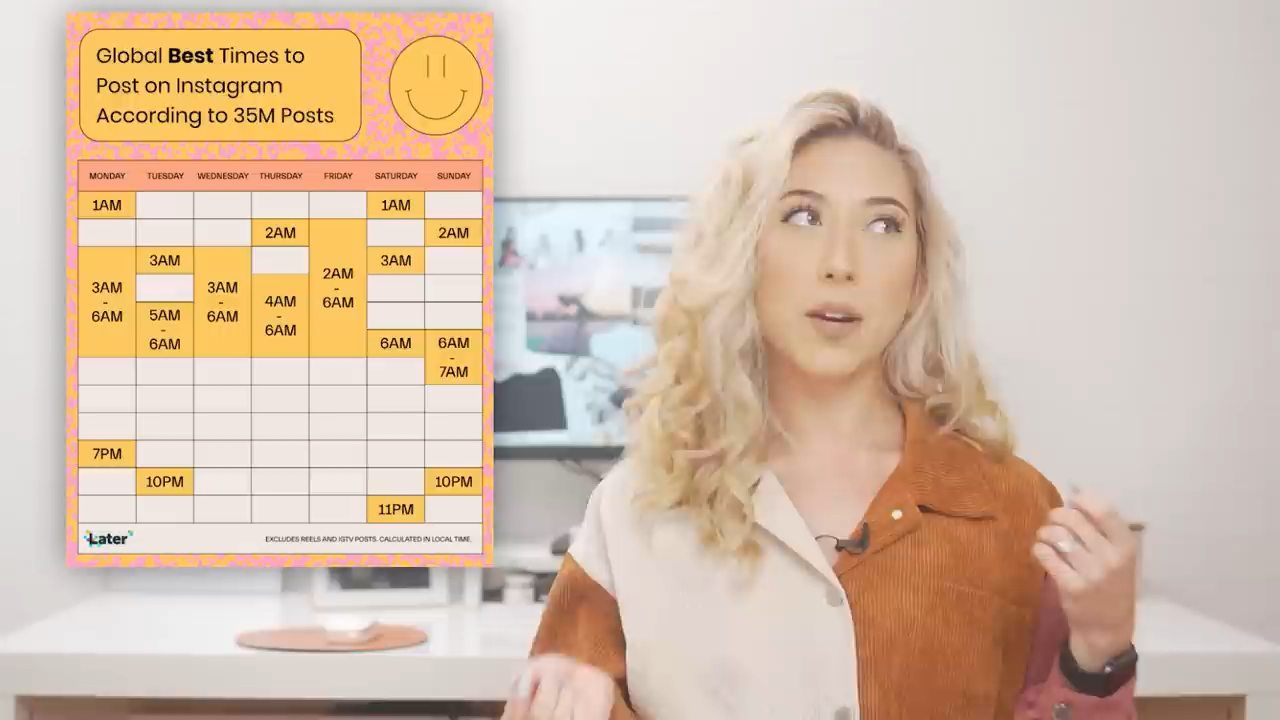 Global Best Times to
Post on Instagram
According to 35M Posts
MONDAY TUESDAY WEDNESDAY THURSDAY FRIDAY SATURDAY SUNDAY
1AM 1AM
2AM 2AM
3AM 3AM
3AM - 6AM 3AM - 6AM 2AM - 6AM
5AM - 6AM 4AM - 6AM
6AM 6AM - 7AM
7PM
10PM 10PM
11PM
Later EXCLUDES REELS AND IGTV POSTS. CALCULATED IN LOCAL TIME.